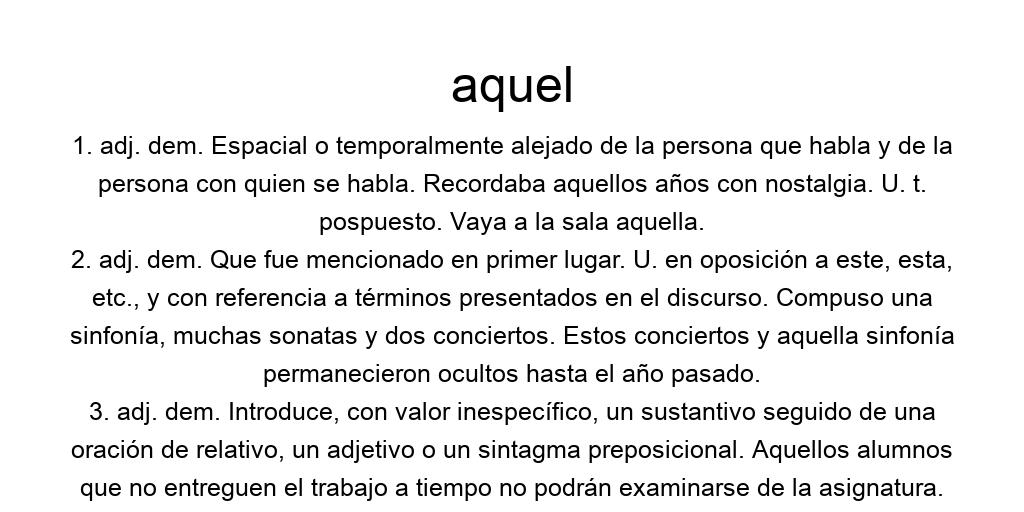 aquel
1. adj. dem. Espacial o temporalmente alejado de la persona que habla y de la
persona con quien se habla. Recordaba aquellos años con nostalgia. U. t.
pospuesto. Vaya a la sala aquella.
2. adj. dem. Que fue mencionado en primer lugar. U. en oposición a este, esta,
etc., y con referencia a términos presentados en el discurso. Compuso una
sinfonía, muchas sonatas y dos conciertos. Estos conciertos y aquella sinfonía
permanecieron ocultos hasta el año pasado.
3. adj. dem. Introduce, con valor inespecífico, un sustantivo seguido de una
oración de relativo, un adjetivo o un sintagma preposicional. Aquellos alumnos
que no entreguen el trabajo a tiempo no podrán examinarse de la asignatura.